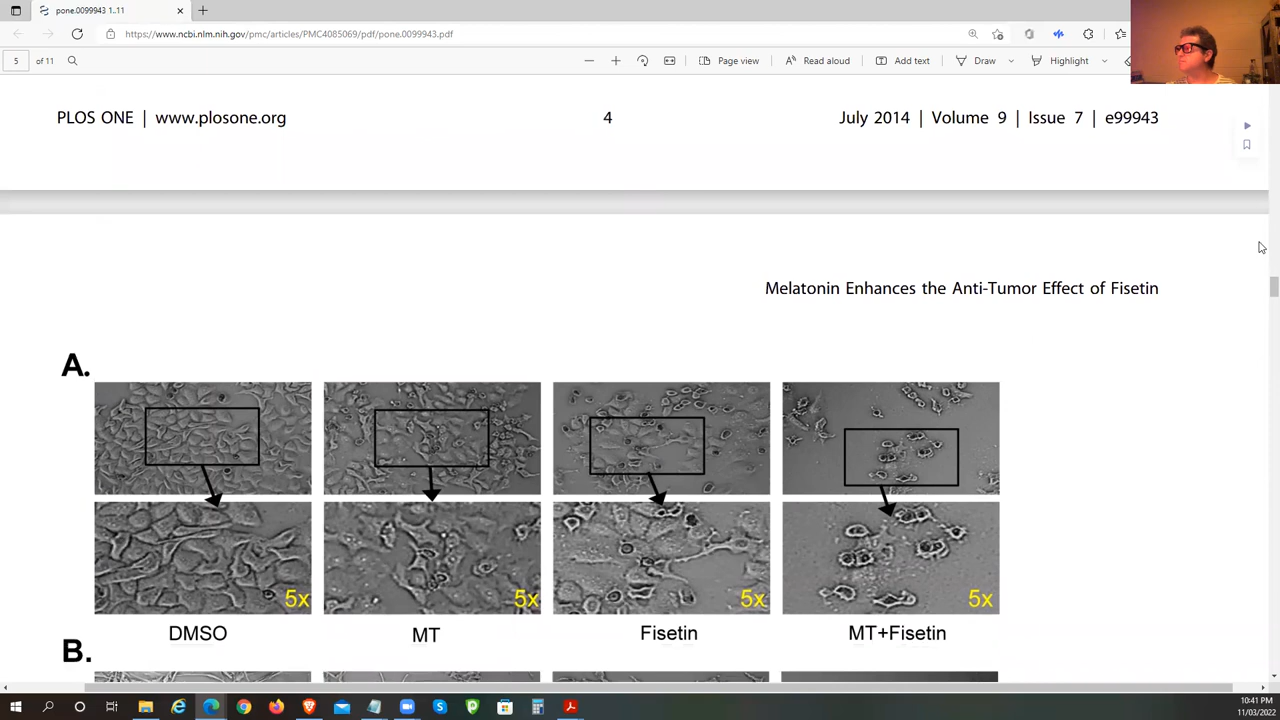 pone.0099943 1..11
https://www.ncbi.nlm.nih.gov/pmc/articles/PMC4085069/pdf/pone.0099943.pdf
5 of 11
Page view
Read aloud
Add text
Draw
Highlight
PLOS ONE | www.plosone.org
4
July 2014 | Volume 9 | Issue 7 | e99943
Melatonin Enhances the Anti-Tumor Effect of Fisetin
A.
5x 5x 5x 5x
DMSO MT Fisetin MT+Fisetin
B.
10:41 PM
11/03/2022